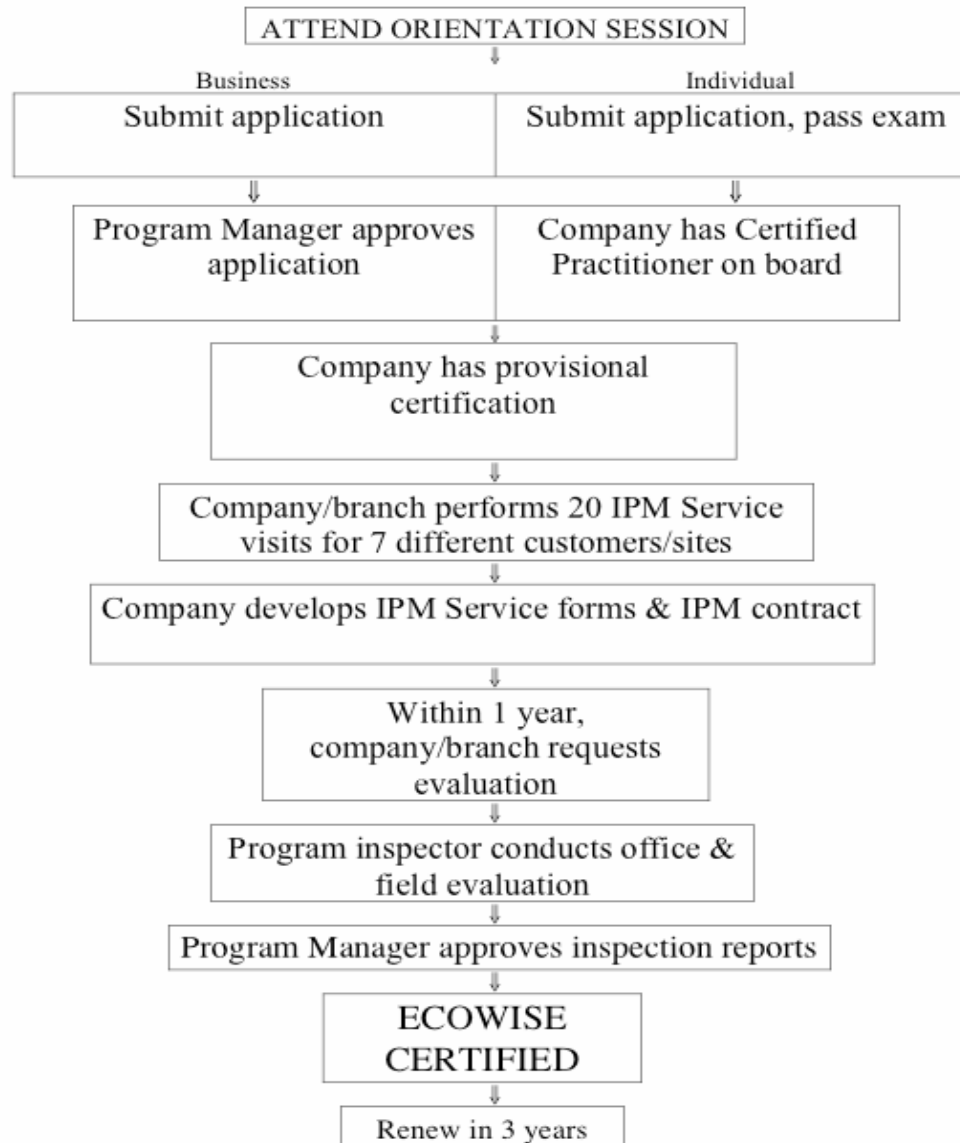 ATTEND ORIENTATION SESSION
Business
Individual
Submit application
Submit application, pass exam
Program Manager approves
application
Company has Certified
Practitioner on board
Company has provisional
certification
Company/branch performs 20 IPM Service
visits for 7 different customers/sites
Company develops IPM Service forms & IPM contract
Within 1 year,
company/branch requests
evaluation
Program inspector conducts office &
field evaluation
Program Manager approves inspection reports
ECOWISE
CERTIFIED
Renew in 3 years